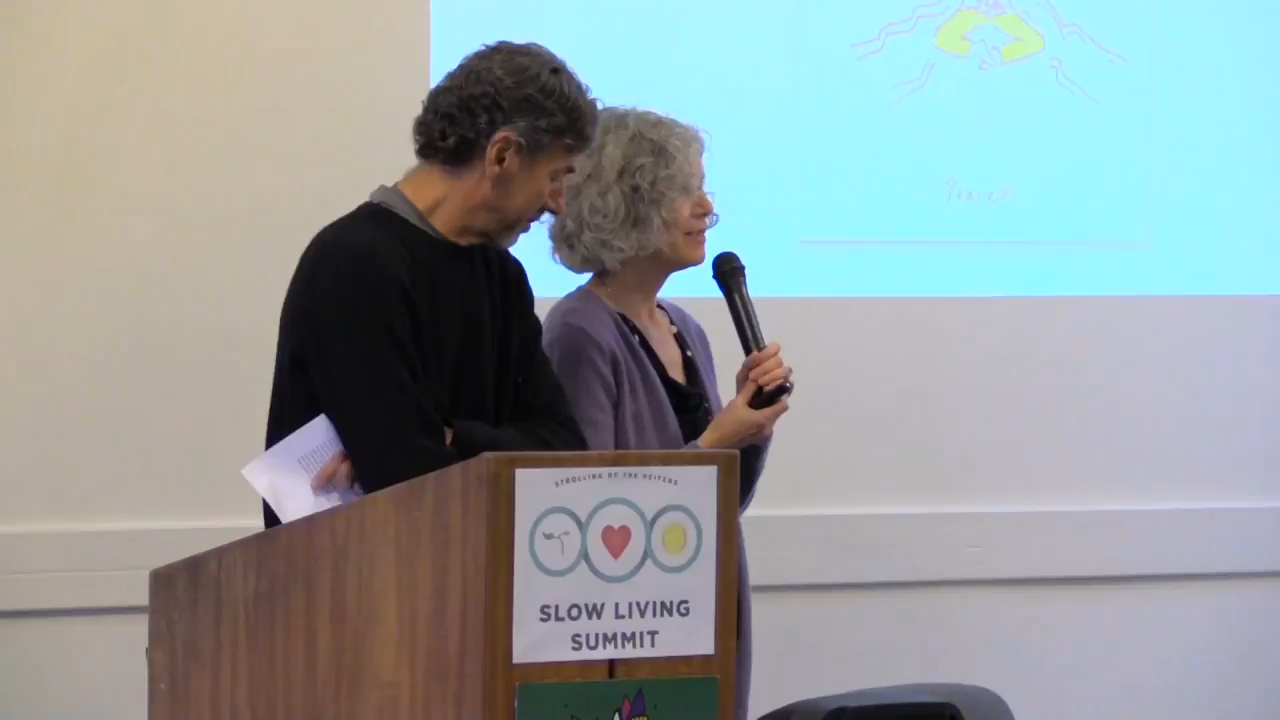 STROLLING OF THE HEIFERS
SLOW LIVING
SUMMIT